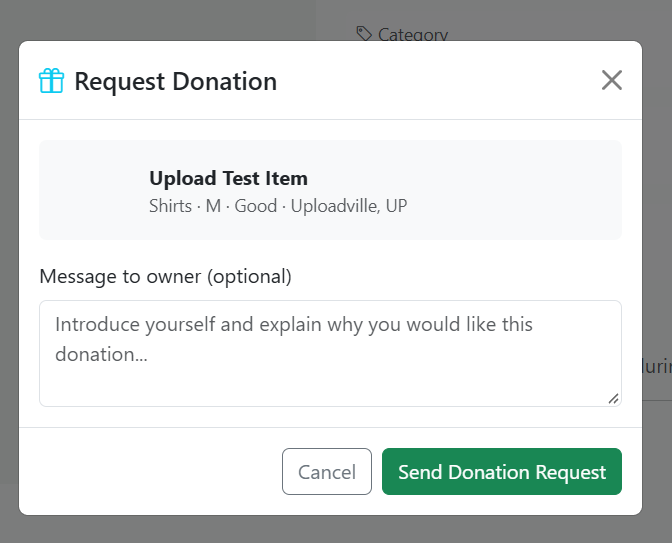 Category
Request Donation
Upload Test Item
Shirts · M · Good · Uploadville, UP
Message to owner (optional)
Introduce yourself and explain why you would like this
donation...
Cancel
Send Donation Request